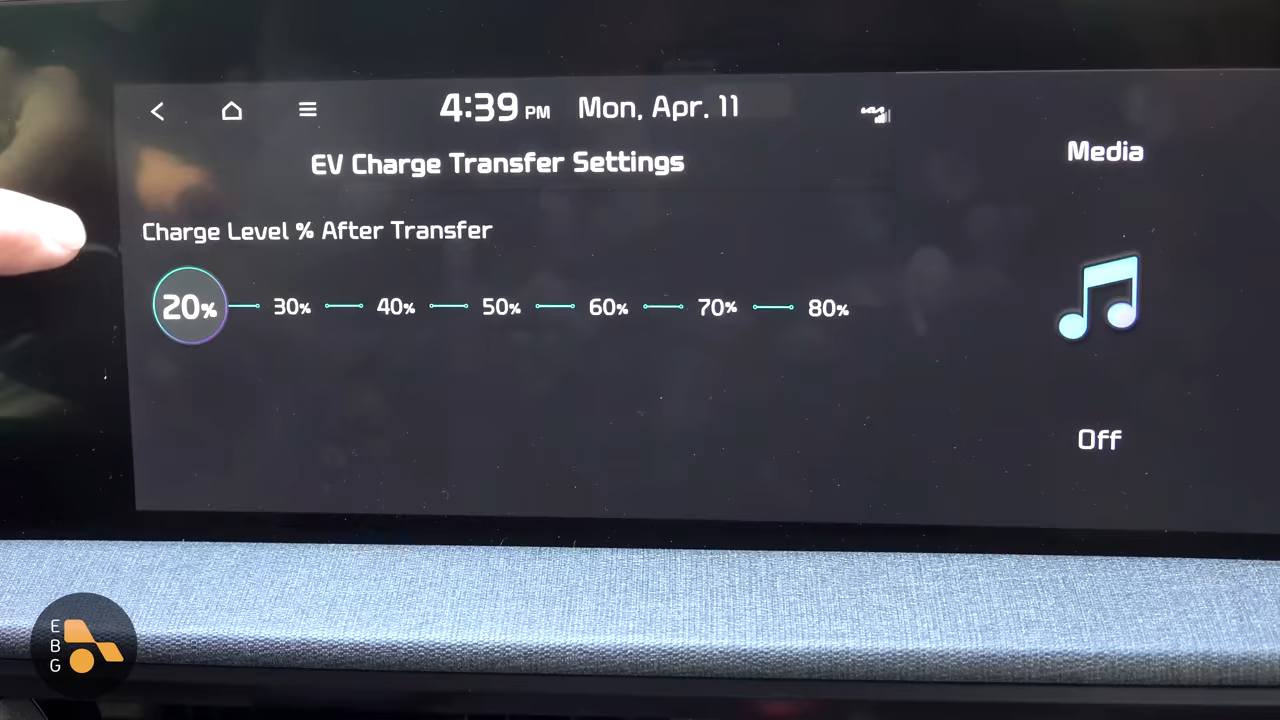 4:39 PM Mon, Apr. 11
EV Charge Transfer Settings
Media
Charge Level % After Transfer
20% 30% 40% 50% 60% 70% 80%
Off
E
B
G